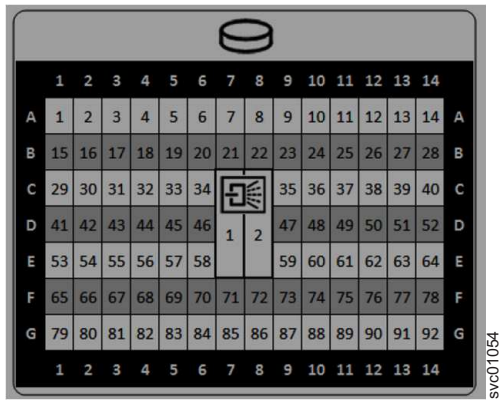 1 2 3 4 5 6 7 8 9 10 11 12 13 14
A 1 2 3 4 5 6 7 8 9 10 11 12 13 14 A
B 15 16 17 18 19 20 21 22 23 24 25 26 27 28 B
C 29 30 31 32 33 34 35 36 37 38 39 40 C
D 41 42 43 44 45 46 1 2 47 48 49 50 51 52 D
E 53 54 55 56 57 58 59 60 61 62 63 64 E
F 65 66 67 68 69 70 71 72 73 74 75 76 77 78 F
G 79 80 81 82 83 84 85 86 87 88 89 90 91 92 G
1 2 3 4 5 6 7 8 9 10 11 12 13 14
svc01054